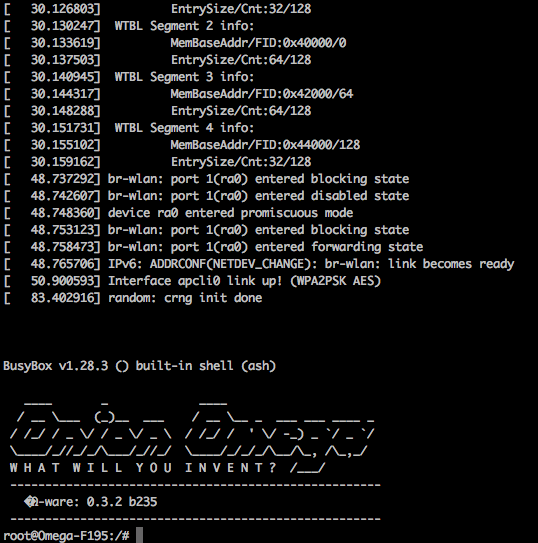 [   30.126803]           EntrySize/Cnt:32/128
[   30.130247]  WTBL Segment 2 info:
[   30.133619]           MemBaseAddr/FID:0x40000/0
[   30.137503]           EntrySize/Cnt:64/128
[   30.140945]  WTBL Segment 3 info:
[   30.144317]           MemBaseAddr/FID:0x42000/64
[   30.148288]           EntrySize/Cnt:64/128
[   30.151731]  WTBL Segment 4 info:
[   30.155102]           MemBaseAddr/FID:0x44000/128
[   30.159162]           EntrySize/Cnt:32/128
[   48.737292] br-wlan: port 1(ra0) entered blocking state
[   48.742607] br-wlan: port 1(ra0) entered disabled state
[   48.748360] device ra0 entered promiscuous mode
[   48.753123] br-wlan: port 1(ra0) entered blocking state
[   48.758473] br-wlan: port 1(ra0) entered forwarding state
[   48.765706] IPv6: ADDRCONF(NETDEV_CHANGE): br-wlan: link becomes ready
[   50.900593] Interface apcli0 link up! (WPA2PSK AES)
[   83.402916] random: crng init done
BusyBox v1.28.3 () built-in shell (ash)
Onion Omega
W H A T  W I L L  Y O U  I N V E N T ?
�Ω-ware: 0.3.2 b235
root@Omega-F195:/#